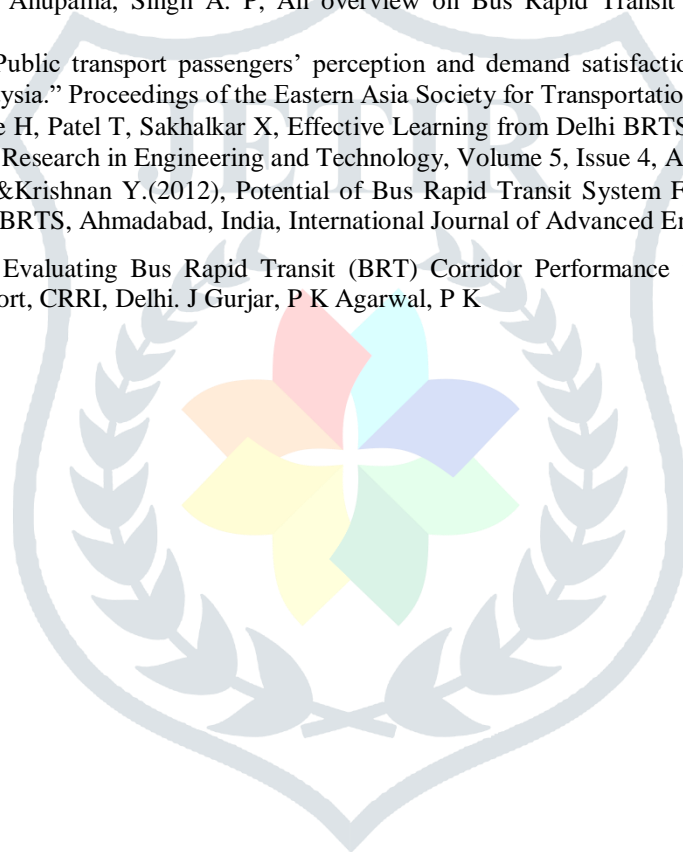 Anupama, Singh A. P, An overview on Bus Rapid Transit
Public transport passengers’ perception and demand satisfactio
ysia.” Proceedings of the Eastern Asia Society for Transportatio
e H, Patel T, Sakhalkar X, Effective Learning from Delhi BRTS
Research in Engineering and Technology, Volume 5, Issue 4, A
&Krishnan Y.(2012), Potential of Bus Rapid Transit System F
BRTS, Ahmadabad, India, International Journal of Advanced En
Evaluating Bus Rapid Transit (BRT) Corridor Performance
ort, CRRI, Delhi. J Gurjar, P K Agarwal, P K
JETIR